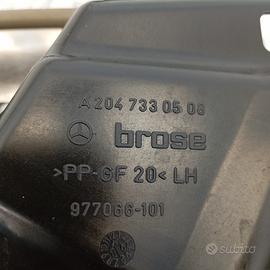 A 204 733 05 08
brose
>PP-GF 20< LH
977066-101
subito